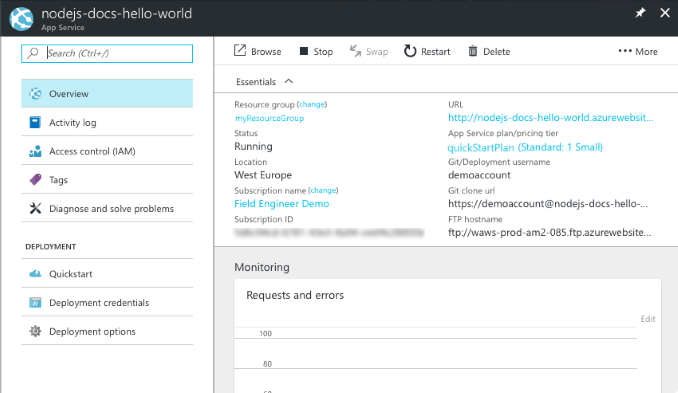 nodejs-docs-hello-world
App Service
Search (Ctrl+/)
Overview
Activity log
Access control (IAM)
Tags
Diagnose and solve problems
DEPLOYMENT
Quickstart
Deployment credentials
Deployment options
Browse Stop Swap Restart Delete ••• More
Essentials
Resource group (change)
myResourceGroup
Status
Running
Location
West Europe
Subscription name (change)
Field Engineer Demo
Subscription ID
URL
http://nodejs-docs-hello-world.azurewebsit...
App Service plan/pricing tier
quickStartPlan (Standard: 1 Small)
Git/Deployment username
demoaccount
Git clone url
https://demoaccount@nodejs-docs-hello-...
FTP hostname
ftp://waws-prod-am2-085.ftp.azurewebsite...
Monitoring
Requests and errors
Edit
100
80